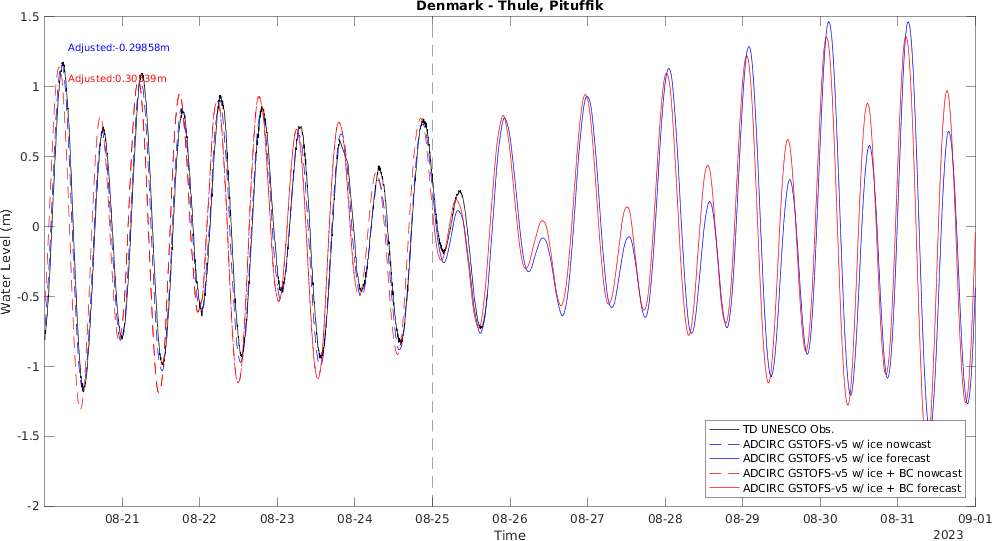 Denmark - Thule, Pituffik
Adjusted:-0.29858m
1.5
1
0.5
0
-0.5
-1
-1.5
-2
Water Level (m)
TD UNESCO Obs.
ADCIRC GSTOFS-v5 w/ ice nowcast
ADCIRC GSTOFS-v5 w/ ice forecast
ADCIRC GSTOFS-v5 w/ ice + BC nowcast
ADCIRC GSTOFS-v5 w/ ice + BC forecast
08-21 08-22 08-23 08-24 08-25 08-26 08-27 08-28 08-29 08-30 08-31 09-01
Time
2023